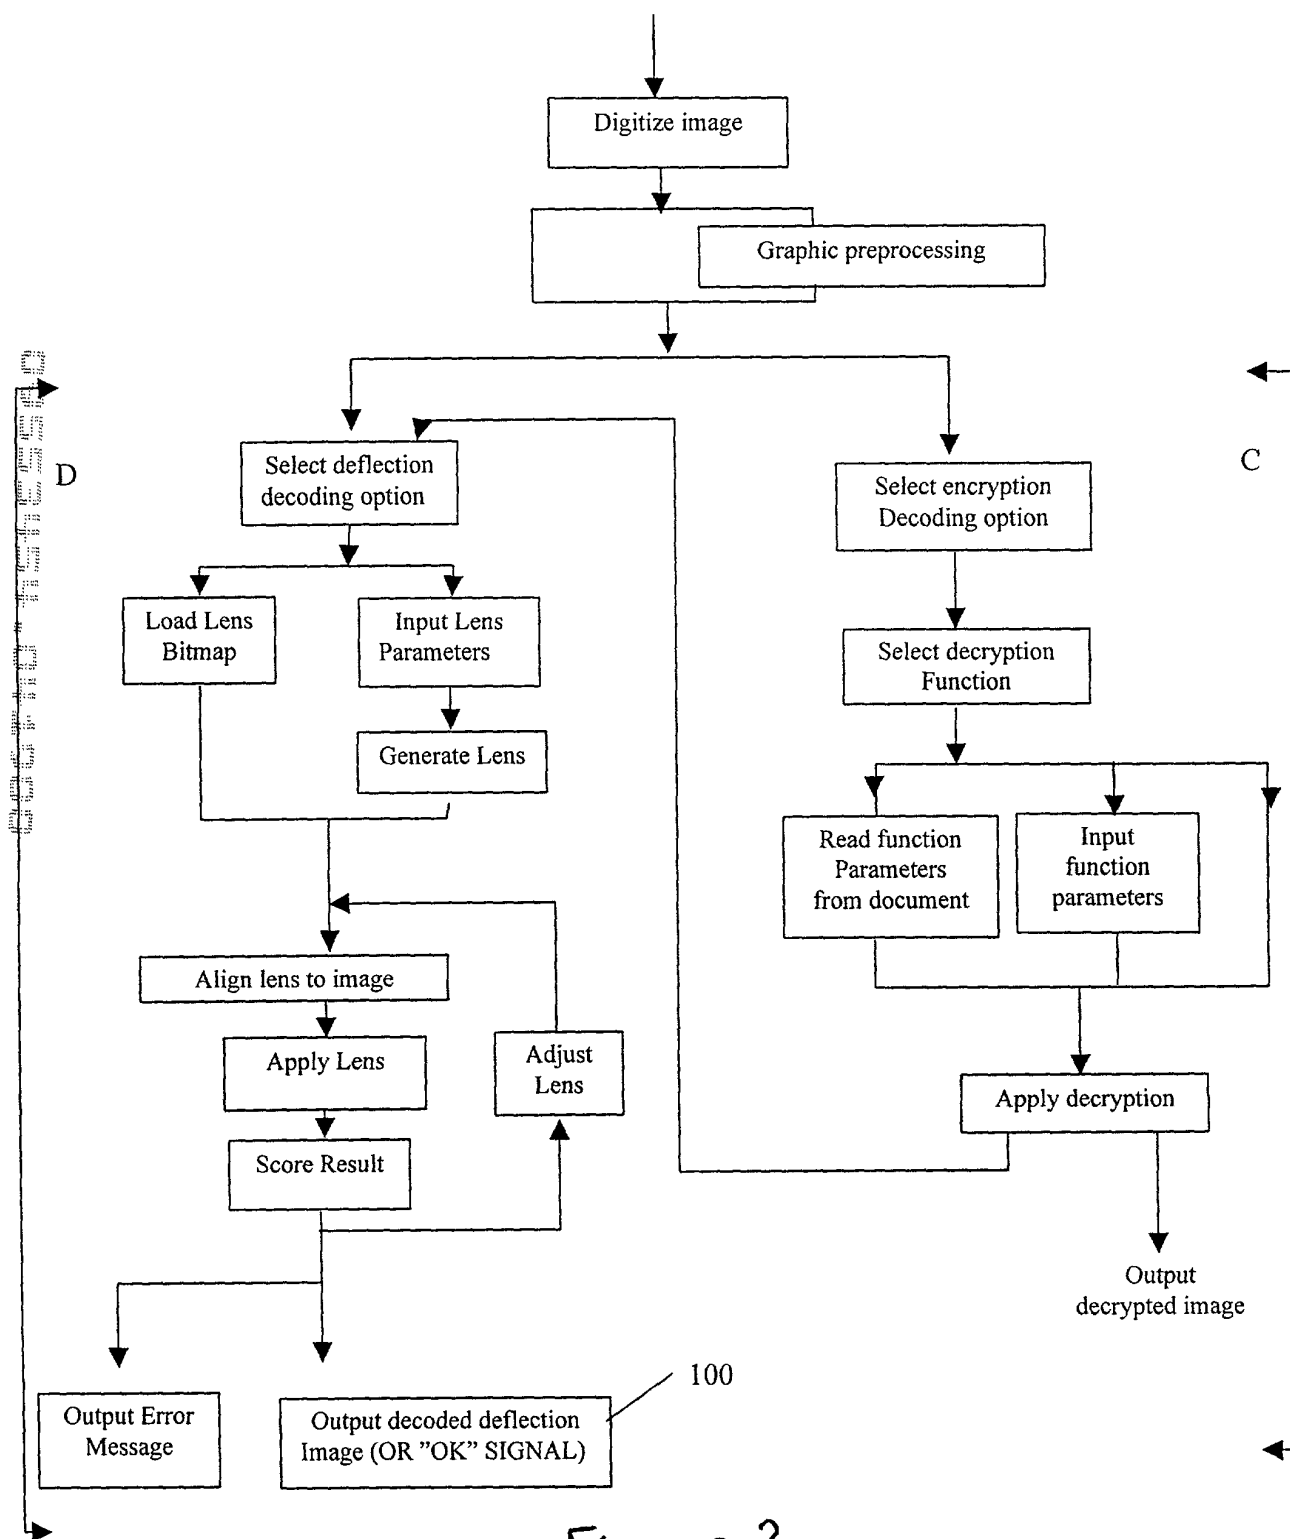 Digitize image
Graphic preprocessing
D
C
Select deflection
decoding option
Select encryption
Decoding option
Load Lens
Bitmap
Input Lens
Parameters
Select decryption
Function
Generate Lens
Read function
Parameters
from document
Input
function
parameters
Align lens to image
Apply Lens
Adjust
Lens
Apply decryption
Score Result
Output
decrypted image
100
Output Error
Message
Output decoded deflection
Image (OR ”OK” SIGNAL)